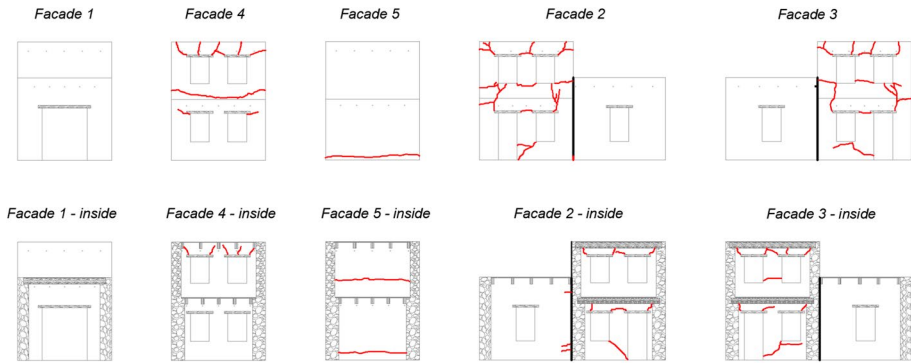 Facade 1
Facade 4
Facade 5
Facade 2
Facade 3
Facade 1 - inside
Facade 4 - inside
Facade 5 - inside
Facade 2 - inside
Facade 3 - inside